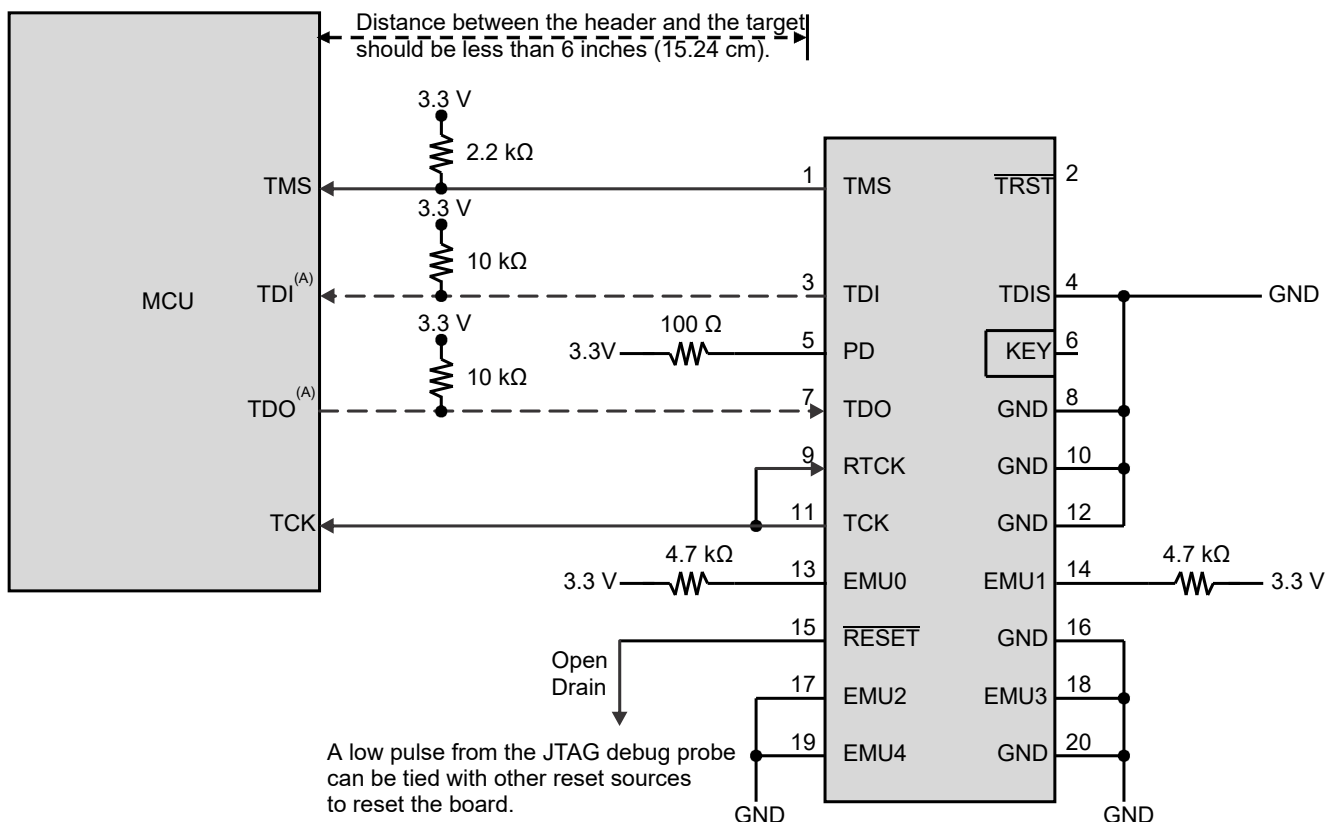 Distance between the header and the target
should be less than 6 inches (15.24 cm).
3.3 V
2.2 kΩ
TMS
1
TMS
TRST
2
3.3 V
10 kΩ
MCU
TDI(A)
3
TDI
TDIS
4
GND
3.3 V
100 Ω
3.3V
5
PD
KEY
6
10 kΩ
TDO(A)
7
TDO
GND
8
9
RTCK
GND
10
TCK
11
TCK
GND
12
4.7 kΩ
3.3 V
13
EMU0
EMU1
14
4.7 kΩ
3.3 V
15
RESET
GND
16
Open
Drain
17
EMU2
EMU3
18
A low pulse from the JTAG debug probe
can be tied with other reset sources
to reset the board.
19
EMU4
GND
20
GND
GND